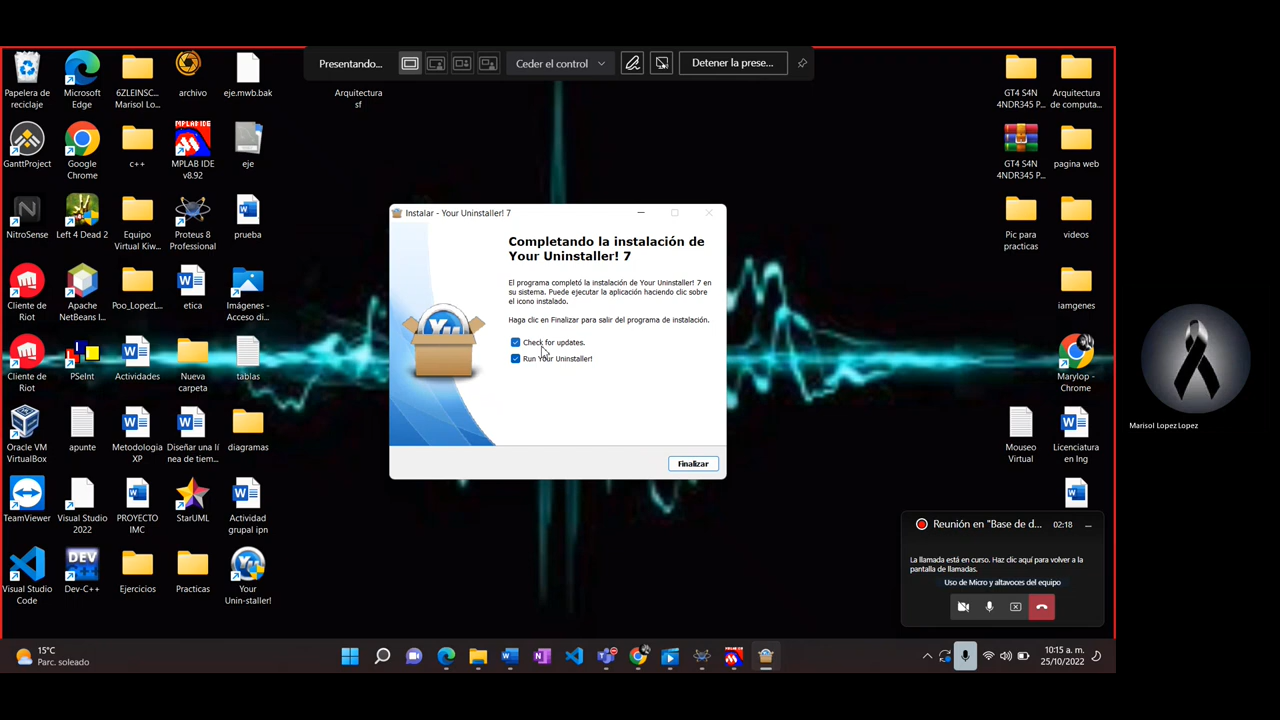 Presentando...
Ceder el control
Detener la prese...
Papelera de
reciclaje
Microsoft
Edge
6ZLEINSC...
Marisol Lo...
archivo
eje.mwb.bak
Arquitectura
sf
GT4 S4N
4NDR345 P...
Arquitectura
de computa...
GanttProject
Google
Chrome
c++
MPLAB IDE
v8.92
eje
GT4 S4N
4NDR345 P...
pagina web
NitroSense
Left 4 Dead 2
Equipo
Virtual Kiw...
Proteus 8
Professional
prueba
Pic para
practicas
videos
Cliente de
Riot
Apache
NetBeans I...
Poo_LopezL...
etica
Imágenes -
Acceso di...
iamgenes
Cliente de
Riot
PSeInt
Actividades
Nueva
carpeta
tablas
Marylop -
Chrome
Oracle VM
VirtualBox
apunte
Metodologia
XP
Diseñar una lí
nea de tiem...
diagramas
Mouseo
Virtual
Licenciatura
en Ing
TeamViewer
Visual Studio
2022
PROYECTO
IMC
StarUML
Actividad
grupal ipn
Visual Studio
Code
DEV
Dev-C++
Ejercicios
Practicas
Your
Unin-staller!
Instalar - Your Uninstaller! 7
Completando la instalación de
Your Uninstaller! 7
El programa completó la instalación de Your Uninstaller! 7 en
su sistema. Puede ejecutar la aplicación haciendo clic sobre
el icono instalado.
Haga clic en Finalizar para salir del programa de instalación.
Check for updates.
Run Your Uninstaller!
Finalizar
Marisol Lopez Lopez
Reunión en "Base de d...
02:18
La llamada está en curso. Haz clic aquí para volver a la
pantalla de llamadas.
Uso de Micro y altavoces del equipo
15°C
Parc. soleado
10:15 a. m.
25/10/2022